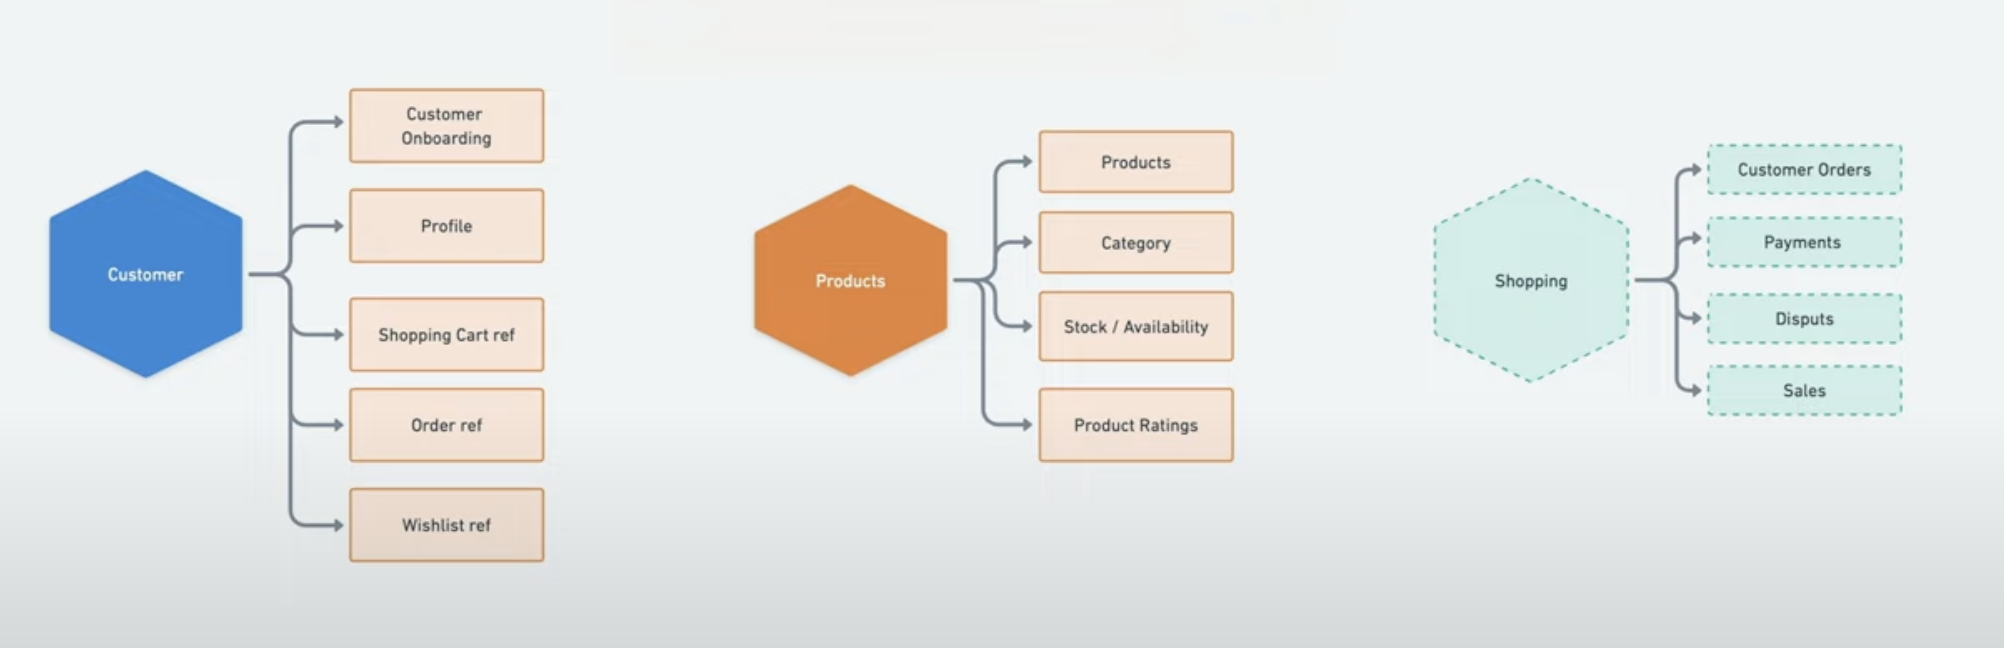 Customer
Customer
Onboarding
Profile
Shopping Cart ref
Order ref
Wishlist ref
Products
Products
Category
Stock / Availability
Product Ratings
Shopping
Customer Orders
Payments
Disputs
Sales